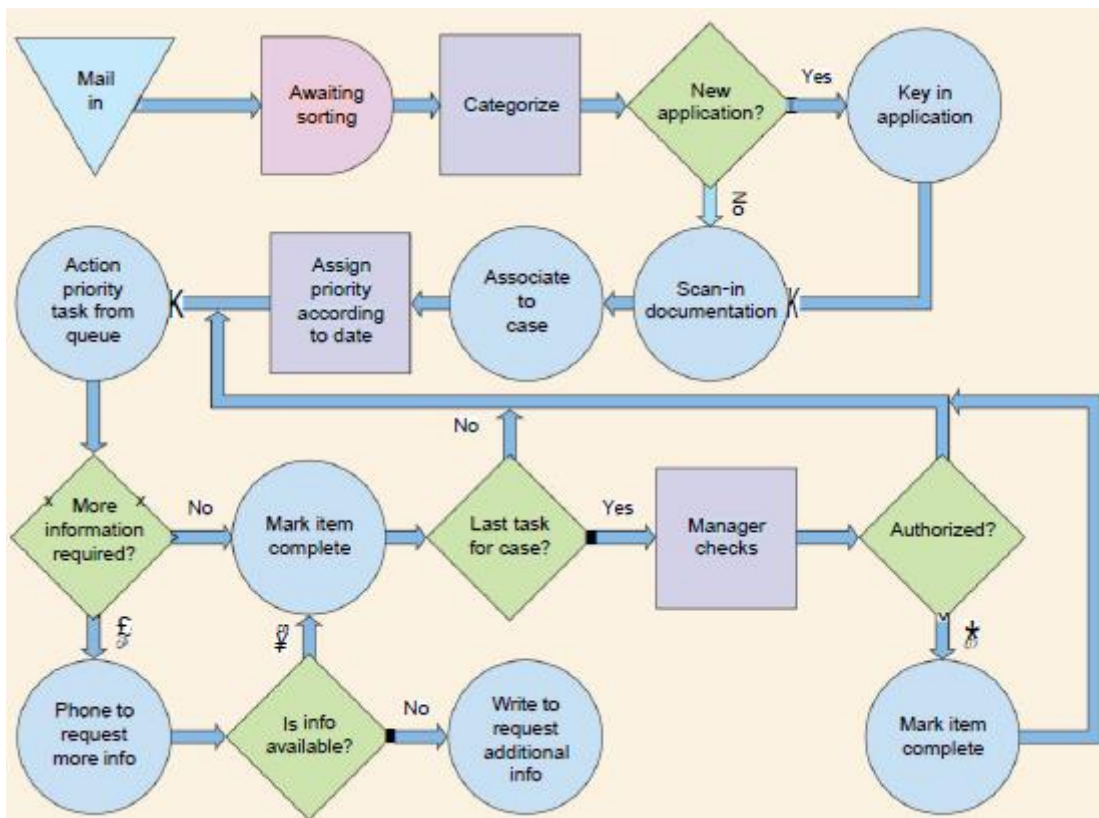 Mail
in
Awaiting
sorting
Categorize
New
application?
Yes
Key in
application
No
Action
priority
task from
queue
Assign
priority
according
to date
Associate
to
case
Scan-in
documentation
More
information
required?
No
Mark item
complete
No
Last task
for case?
Yes
Manager
checks
Authorized?
Phone to
request
more info
Is info
available?
No
Write to
request
additional
info
Mark item
complete